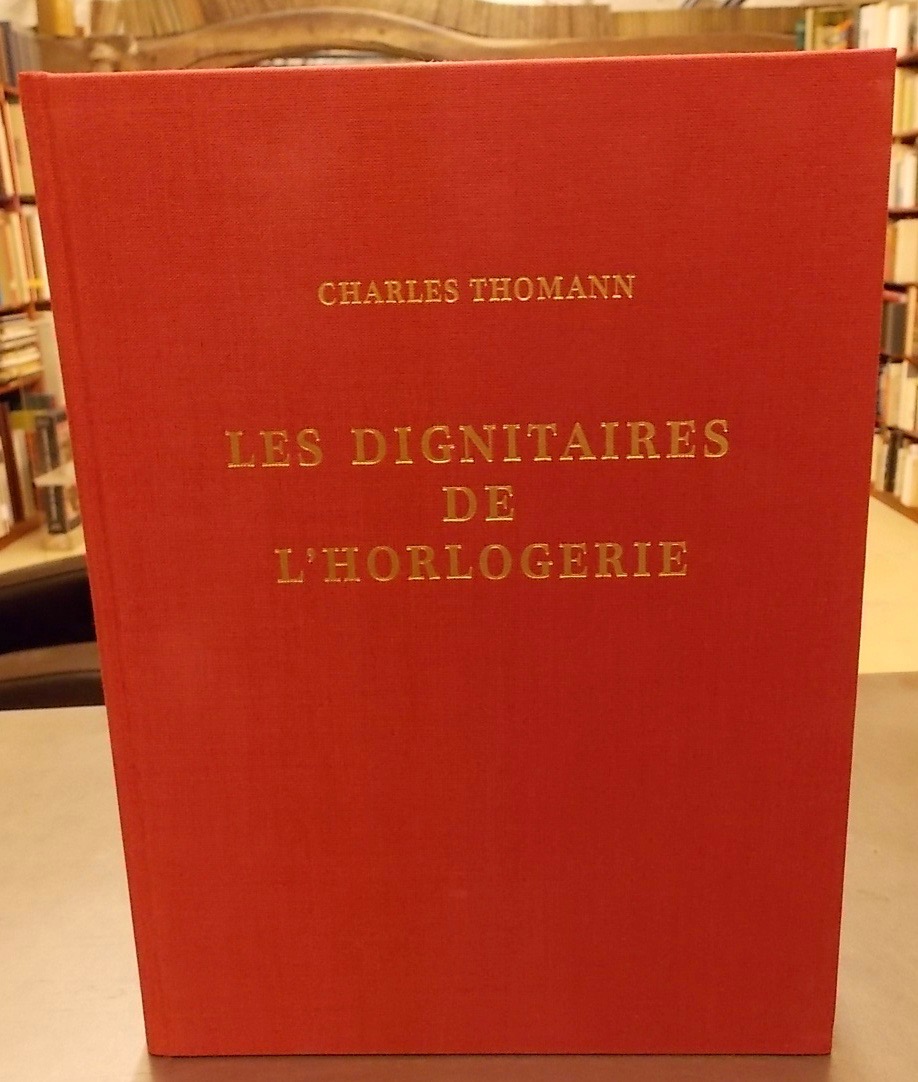 CHARLES THOMANN
LES DIGNITAIRES
DE
L'HORLOGERIE